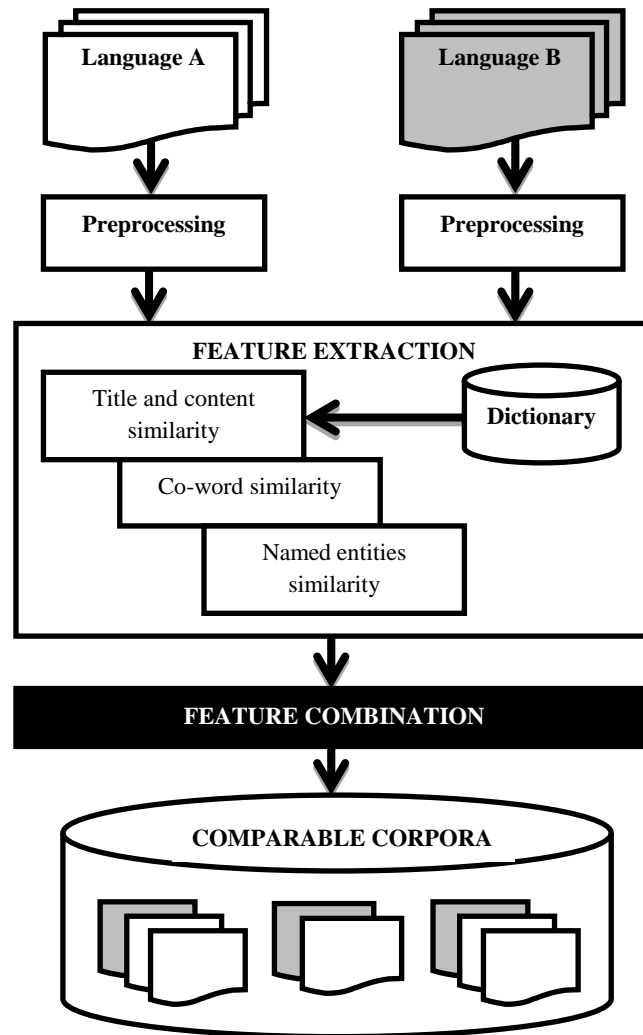 Language A
Language B
Preprocessing
Preprocessing
FEATURE EXTRACTION
Title and content
similarity
Dictionary
Co-word similarity
Named entities
similarity
FEATURE COMBINATION
COMPARABLE CORPORA